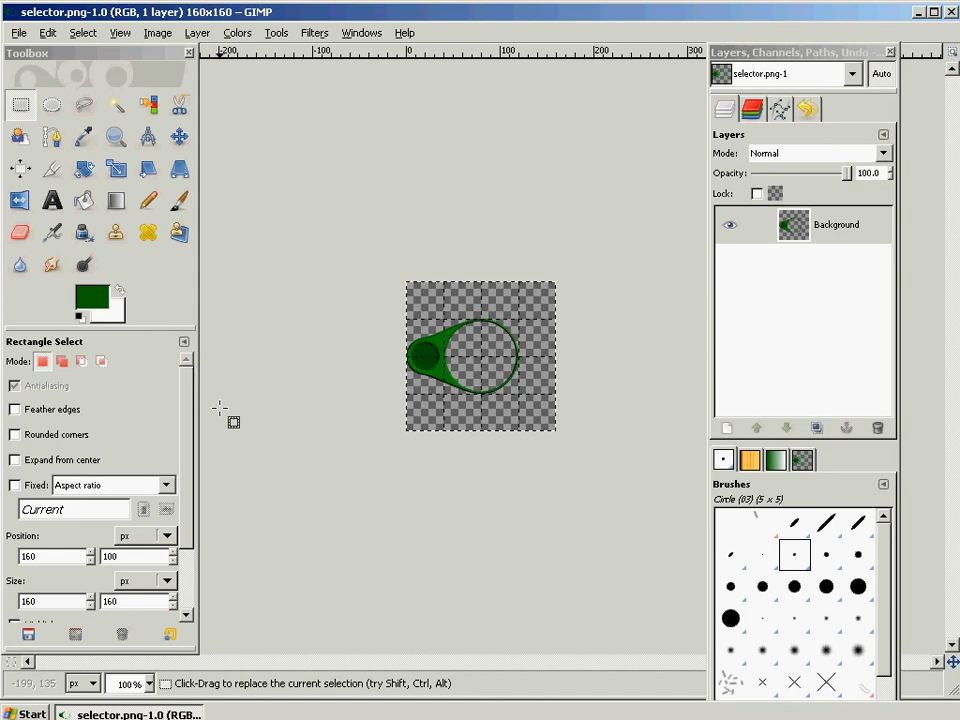 selector.png-1.0 (RGB, 1 layer) 160x160 – GIMP
File Edit Select View Image Layer Colors Tools Filters Windows Help
Toolbox
-200 -100 0 100 200 300
Layers, Channels, Paths, Undo -
selector.png-1 Auto
Layers
Mode: Normal
Opacity: 100.0
Lock:
Background
Rectangle Select
Mode:
Antialiasing
Feather edges
Rounded corners
Expand from center
Fixed: Aspect ratio
Current
Position: px
160 100
Size: px
160 160
Brushes
Circle (03) (5 x 5)
-199, 135 px 100% Click-Drag to replace the current selection (try Shift, Ctrl, Alt)
Start selector.png-1.0 (RGB...